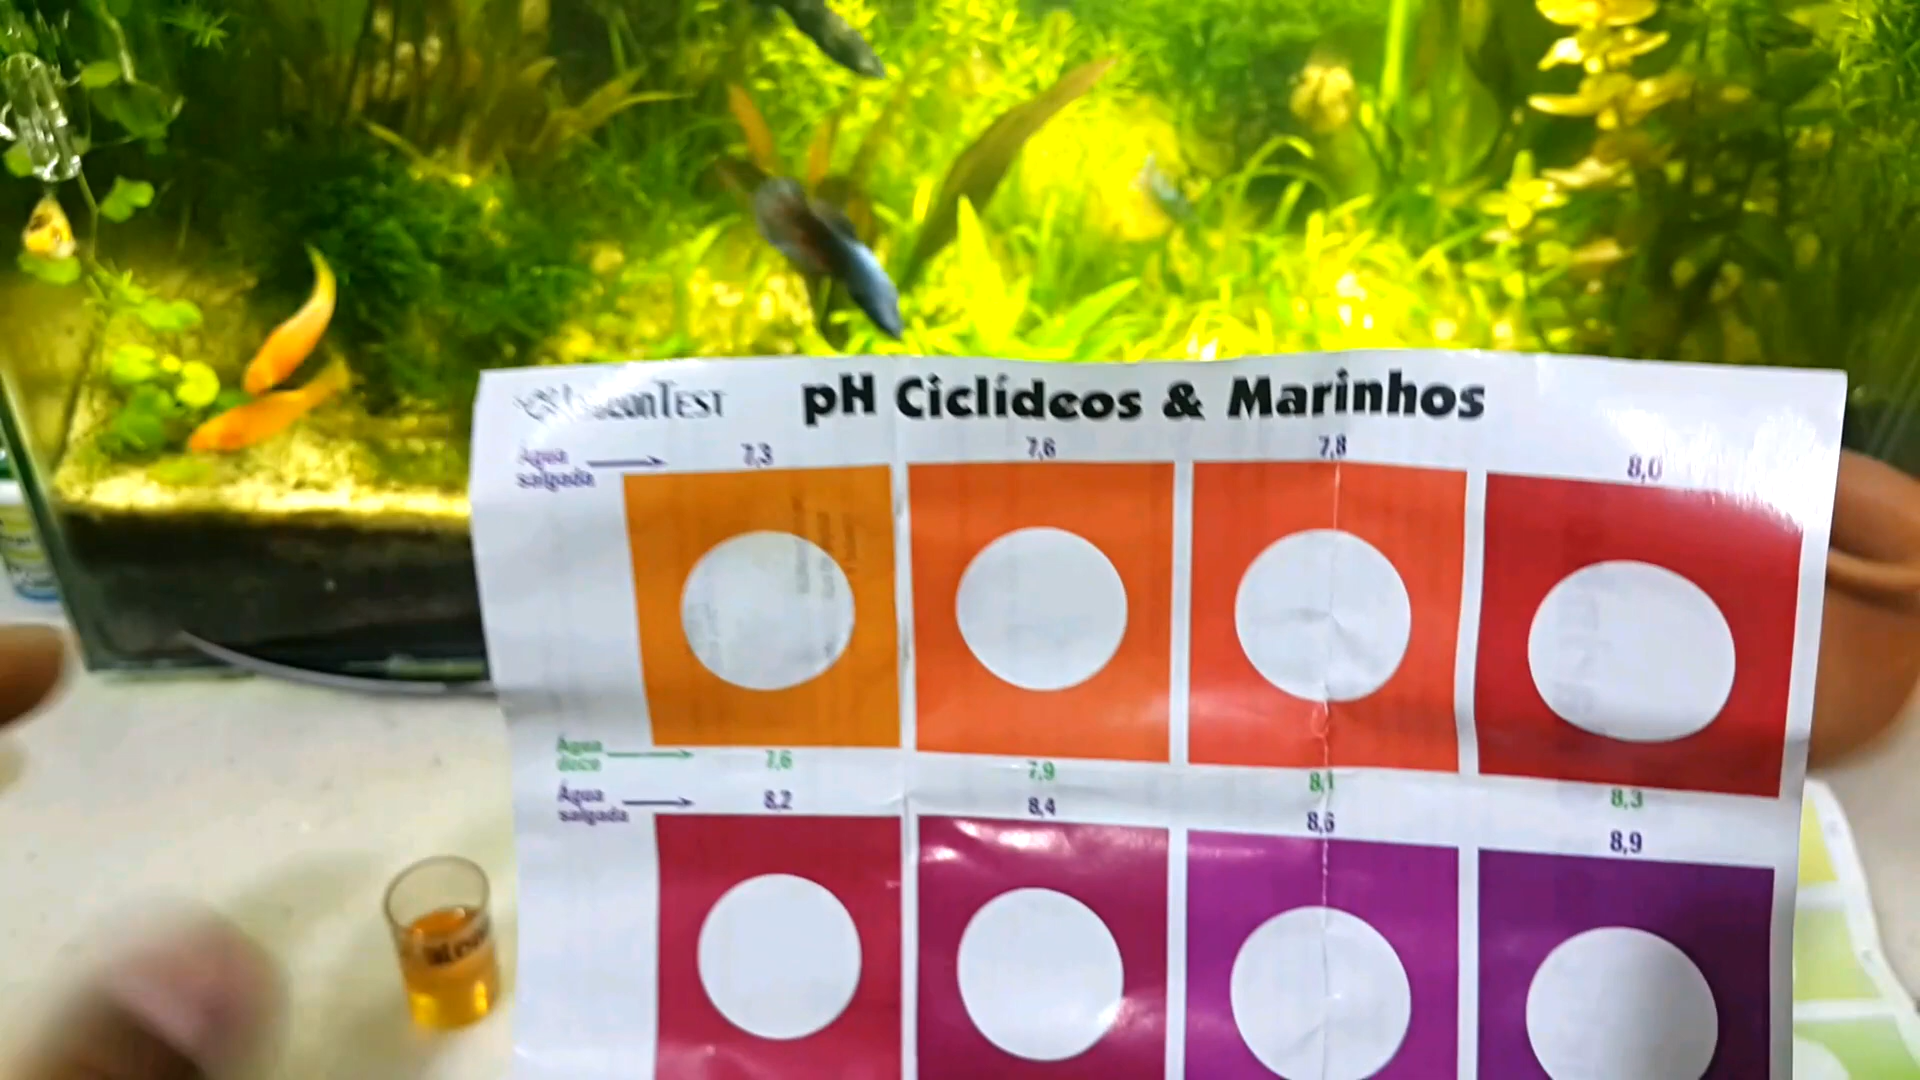 pH Ciclídeos & Marinhos
Água salgada 7,3 7,6 7,8 8,0
Água doce 7,6 7,9 8,1 8,3
Água salgada 8,2 8,4 8,6 8,9